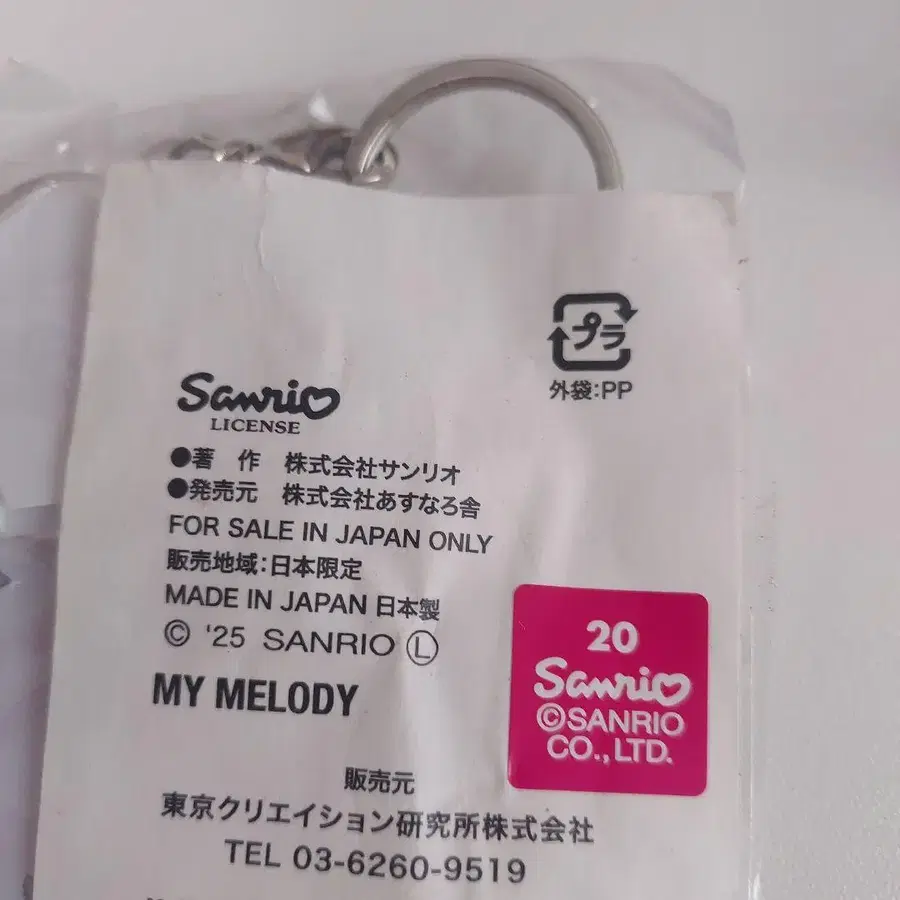 プラ
外袋:PP
Sanrio
LICENSE
●著 作 株式会社サンリオ
●発売元 株式会社あすなろ舎
FOR SALE IN JAPAN ONLY
販売地域:日本限定
MADE IN JAPAN 日本製
© '25 SANRIO Ⓛ
MY MELODY
20
Sanrio
©SANRIO
CO.,LTD.
販売元
東京クリエイション研究所株式会社
TEL 03-6260-9519